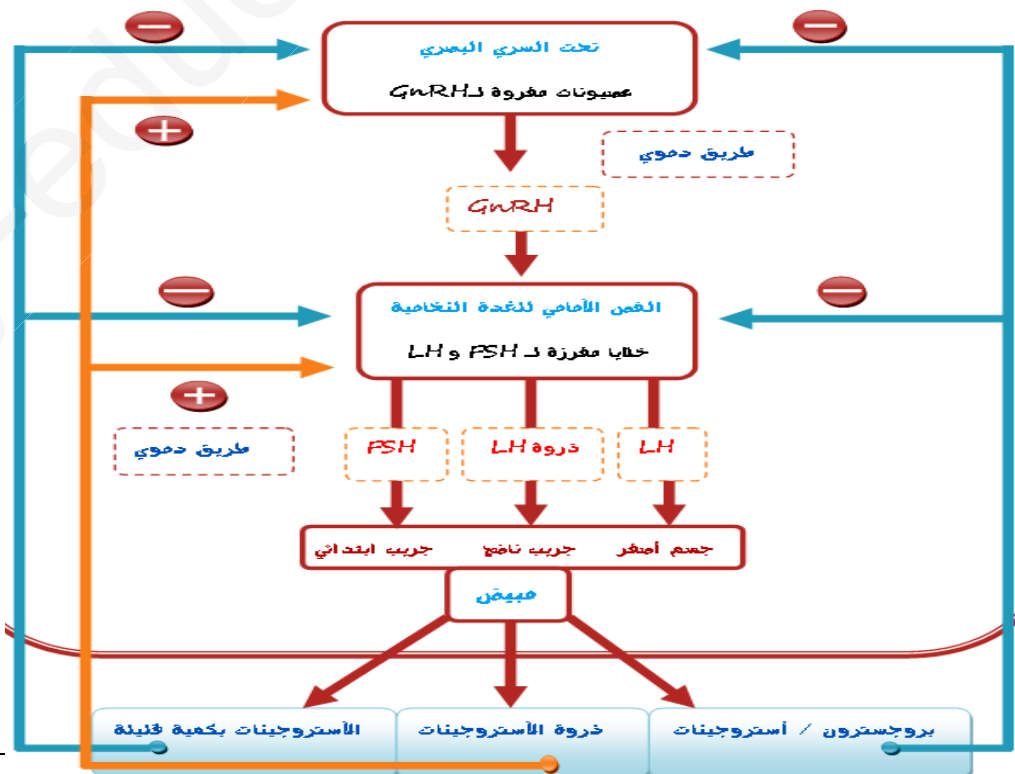 تحت السري البصري
عصبونات مفرزة لـ GnRH
طريق دموي
GnRH
الفص الأمامي للغدة النخامية
خلايا مفرزة لـ FSH و LH
طريق دموي
FSH
ذروة LH
LH
جسم أصفر
جريب ناضج
جريب ابتدائي
مبيض
بروجسترون / أستروجينات
ذروة الأستروجينات
الأستروجينات بكمية قليلة